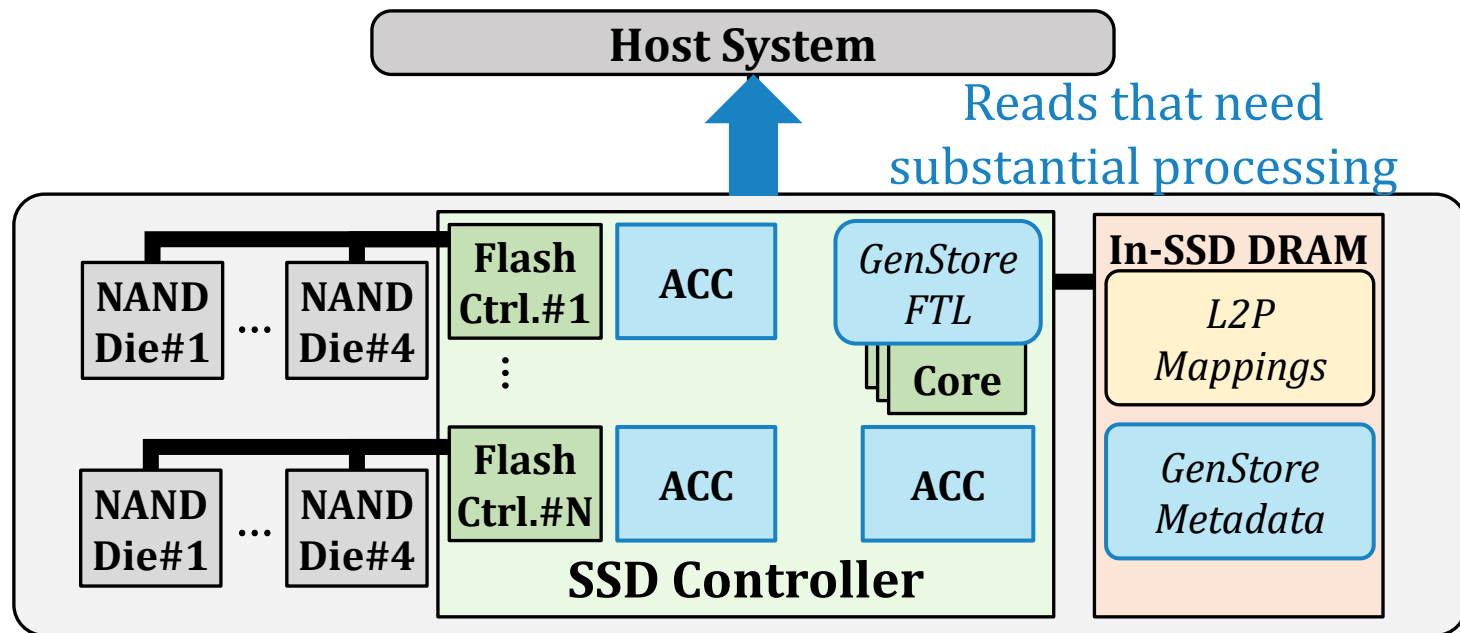 Host System
Reads that need
substantial processing
NAND
Die#1
...
NAND
Die#4
Flash
Ctrl.#1
ACC
GenStore
FTL
Core
In-SSD DRAM
L2P
Mappings
...
NAND
Die#1
...
NAND
Die#4
Flash
Ctrl.#N
ACC
ACC
GenStore
Metadata
SSD Controller